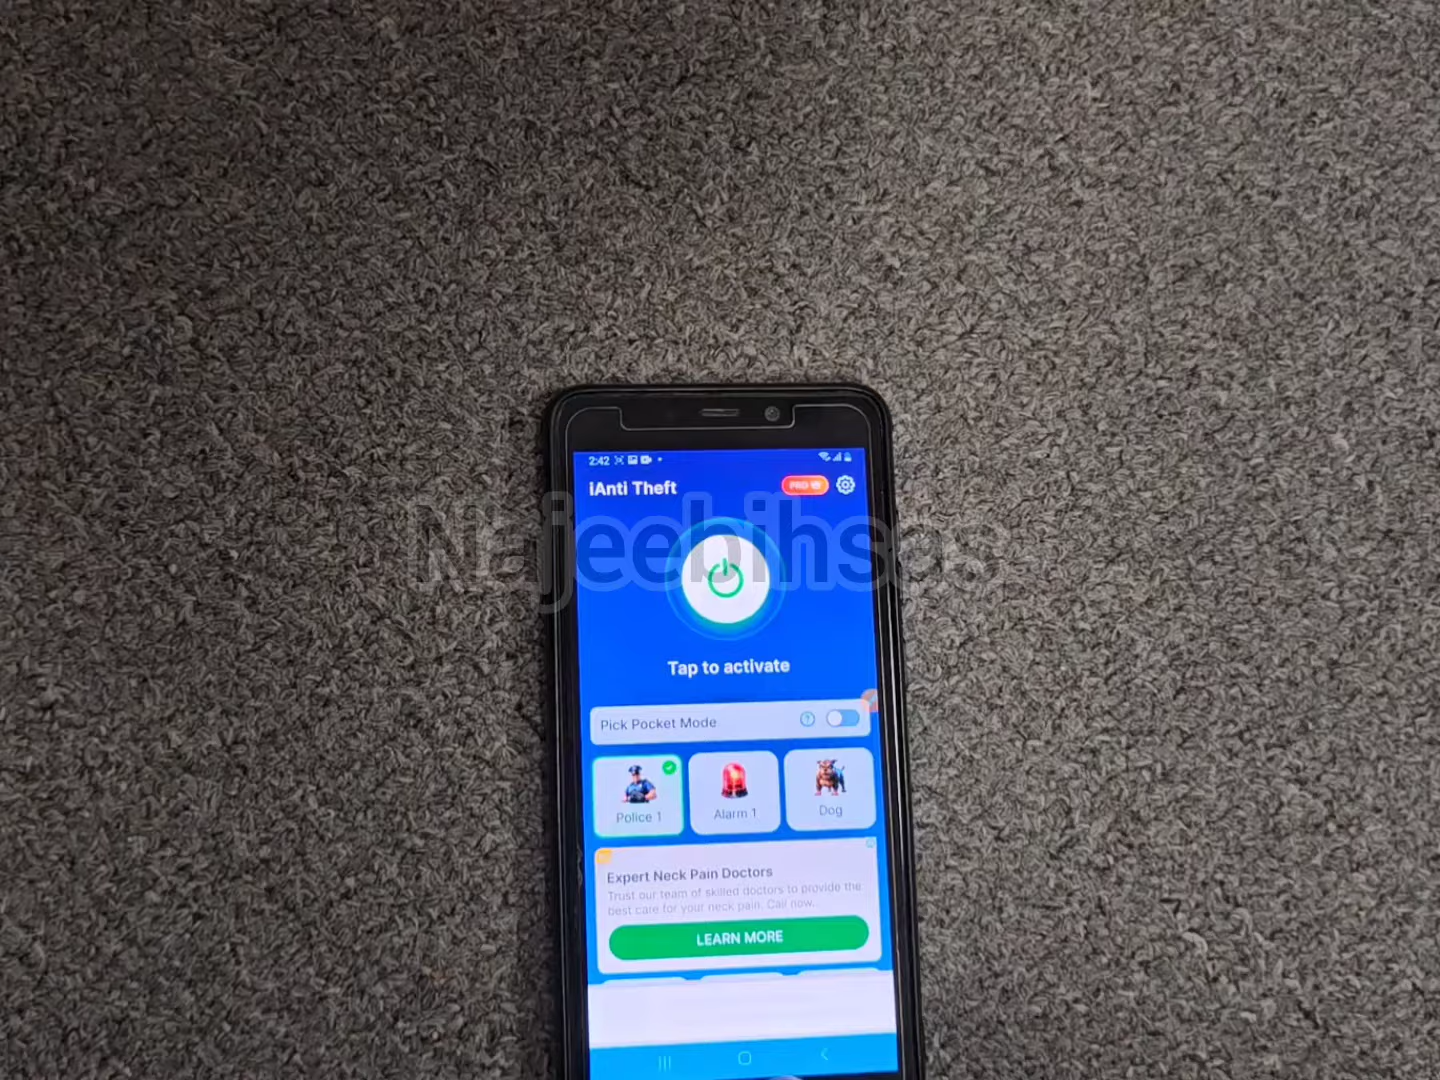 2:42
iAnti Theft
PRO
Najeebihsas
Tap to activate
Pick Pocket Mode
?
Police 1
Alarm 1
Dog
Expert Neck Pain Doctors
Trust our team of skilled doctors to provide the
best care for your neck pain. Call now..
LEARN MORE